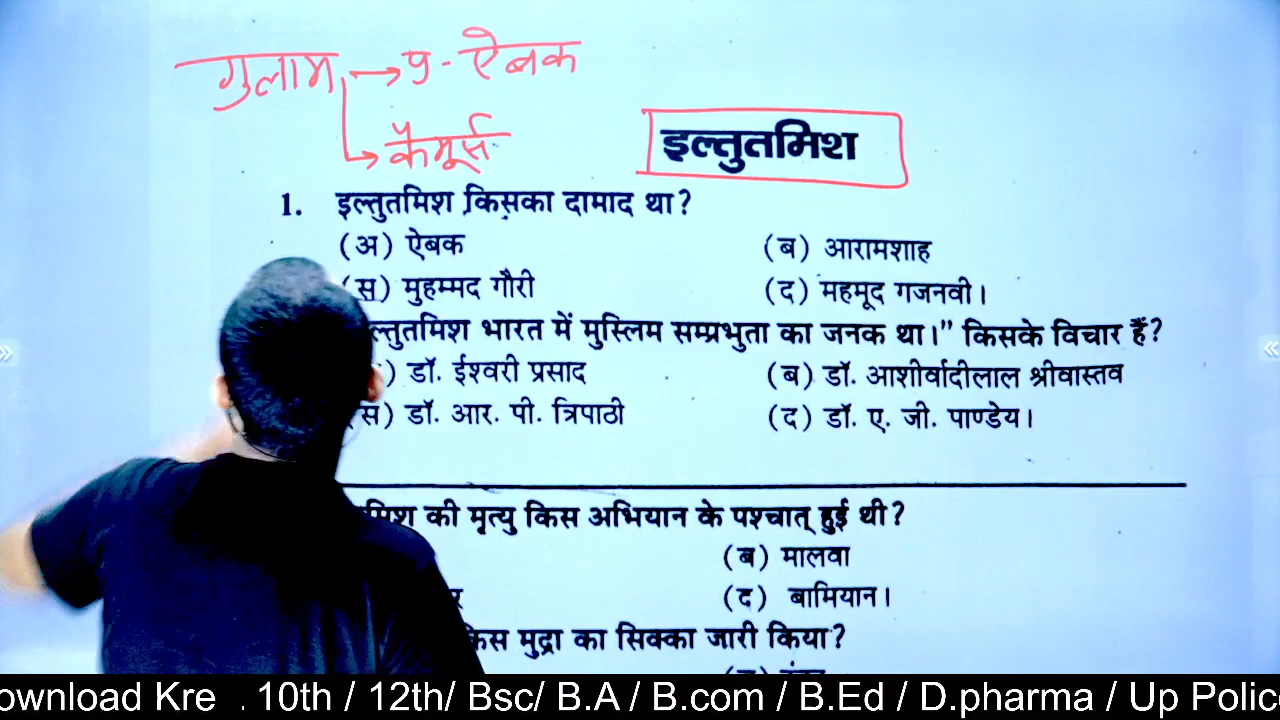 गुलाम → प्र- ऐबक
→ कैमूर्स
इल्तुतमिश
1. इल्तुतमिश किसका दामाद था?
(अ) ऐबक (ब) आरामशाह
(स) मुहम्मद गौरी (द) महमूद गजनवी।
ल्तुतमिश भारत में मुस्लिम सम्प्रभुता का जनक था।” किसके विचार हैं?
) डॉ. ईश्वरी प्रसाद (ब) डॉ. आशीर्वादीलाल श्रीवास्तव
(स) डॉ. आर. पी. त्रिपाठी (द) डॉ. ए. जी. पाण्डेय।
मिश की मृत्यु किस अभियान के पश्चात् हुई थी?
(ब) मालवा
र (द) बामियान।
किस मुद्रा का सिक्का जारी किया?
ownload Kre . 10th / 12th/ Bsc/ B.A / B.com / B.Ed / D.pharma / Up Polic